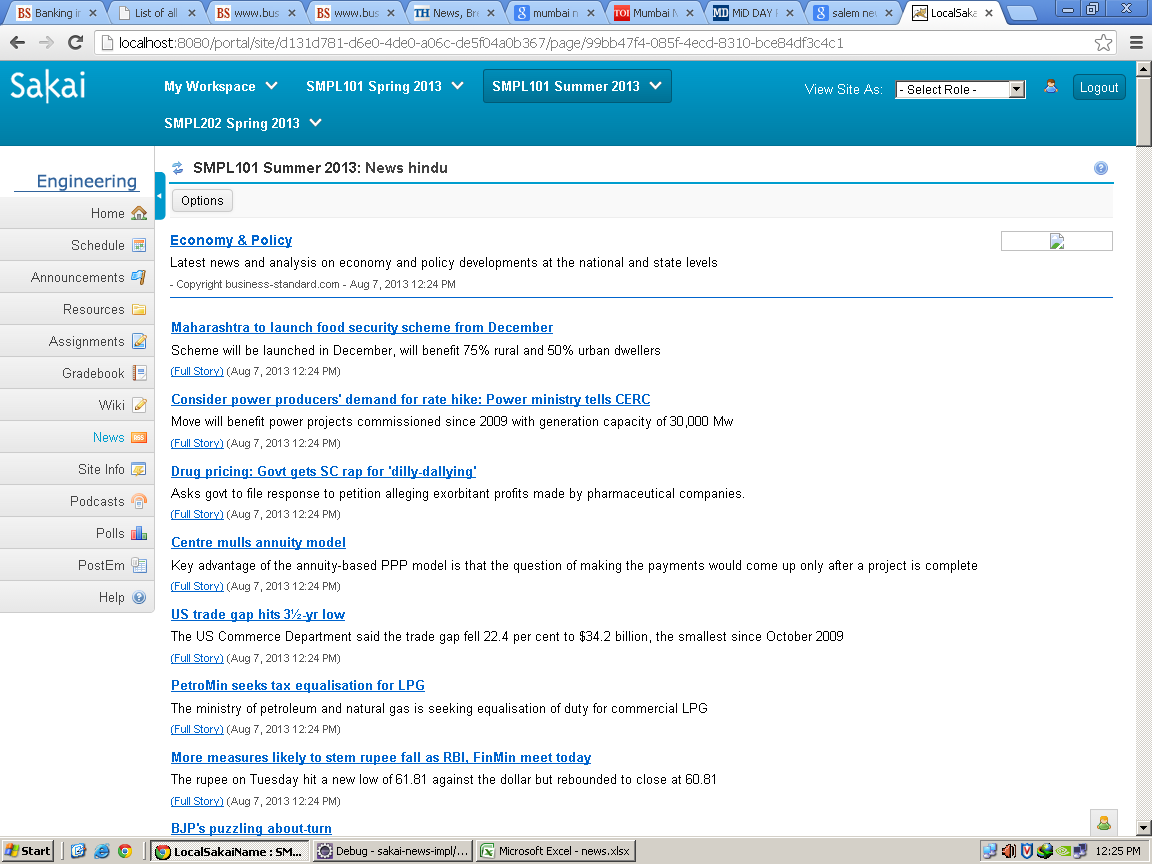 BS Banking in
List of all
BS www.bus
BS www.bus
TH News, Bre
g mumbai n
TOI Mumbai N
MD MiD DAY
g salem ne
LocalSaka
localhost:8080/portal/site/d131d781-d6e0-4de0-a06c-de5f04a0b367/page/99bb47f4-085f-4ecd-8310-bce84df3c4c1
Sakai
My Workspace
SMPL101 Spring 2013
SMPL101 Summer 2013
View Site As:
- Select Role -
Logout
SMPL202 Spring 2013
Engineering
Home
Schedule
Announcements
Resources
Assignments
Gradebook
Wiki
News RSS
Site Info
Podcasts
Polls
PostEm
Help
SMPL101 Summer 2013: News hindu
Options
Economy & Policy
Latest news and analysis on economy and policy developments at the national and state levels
- Copyright business-standard.com - Aug 7, 2013 12:24 PM
Maharashtra to launch food security scheme from December
Scheme will be launched in December, will benefit 75% rural and 50% urban dwellers
(Full Story) (Aug 7, 2013 12:24 PM)
Consider power producers' demand for rate hike: Power ministry tells CERC
Move will benefit power projects commissioned since 2009 with generation capacity of 30,000 Mw
(Full Story) (Aug 7, 2013 12:24 PM)
Drug pricing: Govt gets SC rap for 'dilly-dallying'
Asks govt to file response to petition alleging exorbitant profits made by pharmaceutical companies.
(Full Story) (Aug 7, 2013 12:24 PM)
Centre mulls annuity model
Key advantage of the annuity-based PPP model is that the question of making the payments would come up only after a project is complete
(Full Story) (Aug 7, 2013 12:24 PM)
US trade gap hits 3½-yr low
The US Commerce Department said the trade gap fell 22.4 per cent to $34.2 billion, the smallest since October 2009
(Full Story) (Aug 7, 2013 12:24 PM)
PetroMin seeks tax equalisation for LPG
The ministry of petroleum and natural gas is seeking equalisation of duty for commercial LPG
(Full Story) (Aug 7, 2013 12:24 PM)
More measures likely to stem rupee fall as RBI, FinMin meet today
The rupee on Tuesday hit a new low of 61.81 against the dollar but rebounded to close at 60.81
(Full Story) (Aug 7, 2013 12:24 PM)
BJP's puzzling about-turn
Start
LocalSakaiName : SM...
Debug - sakai-news-impl/...
Microsoft Excel - news.xlsx
12:25 PM